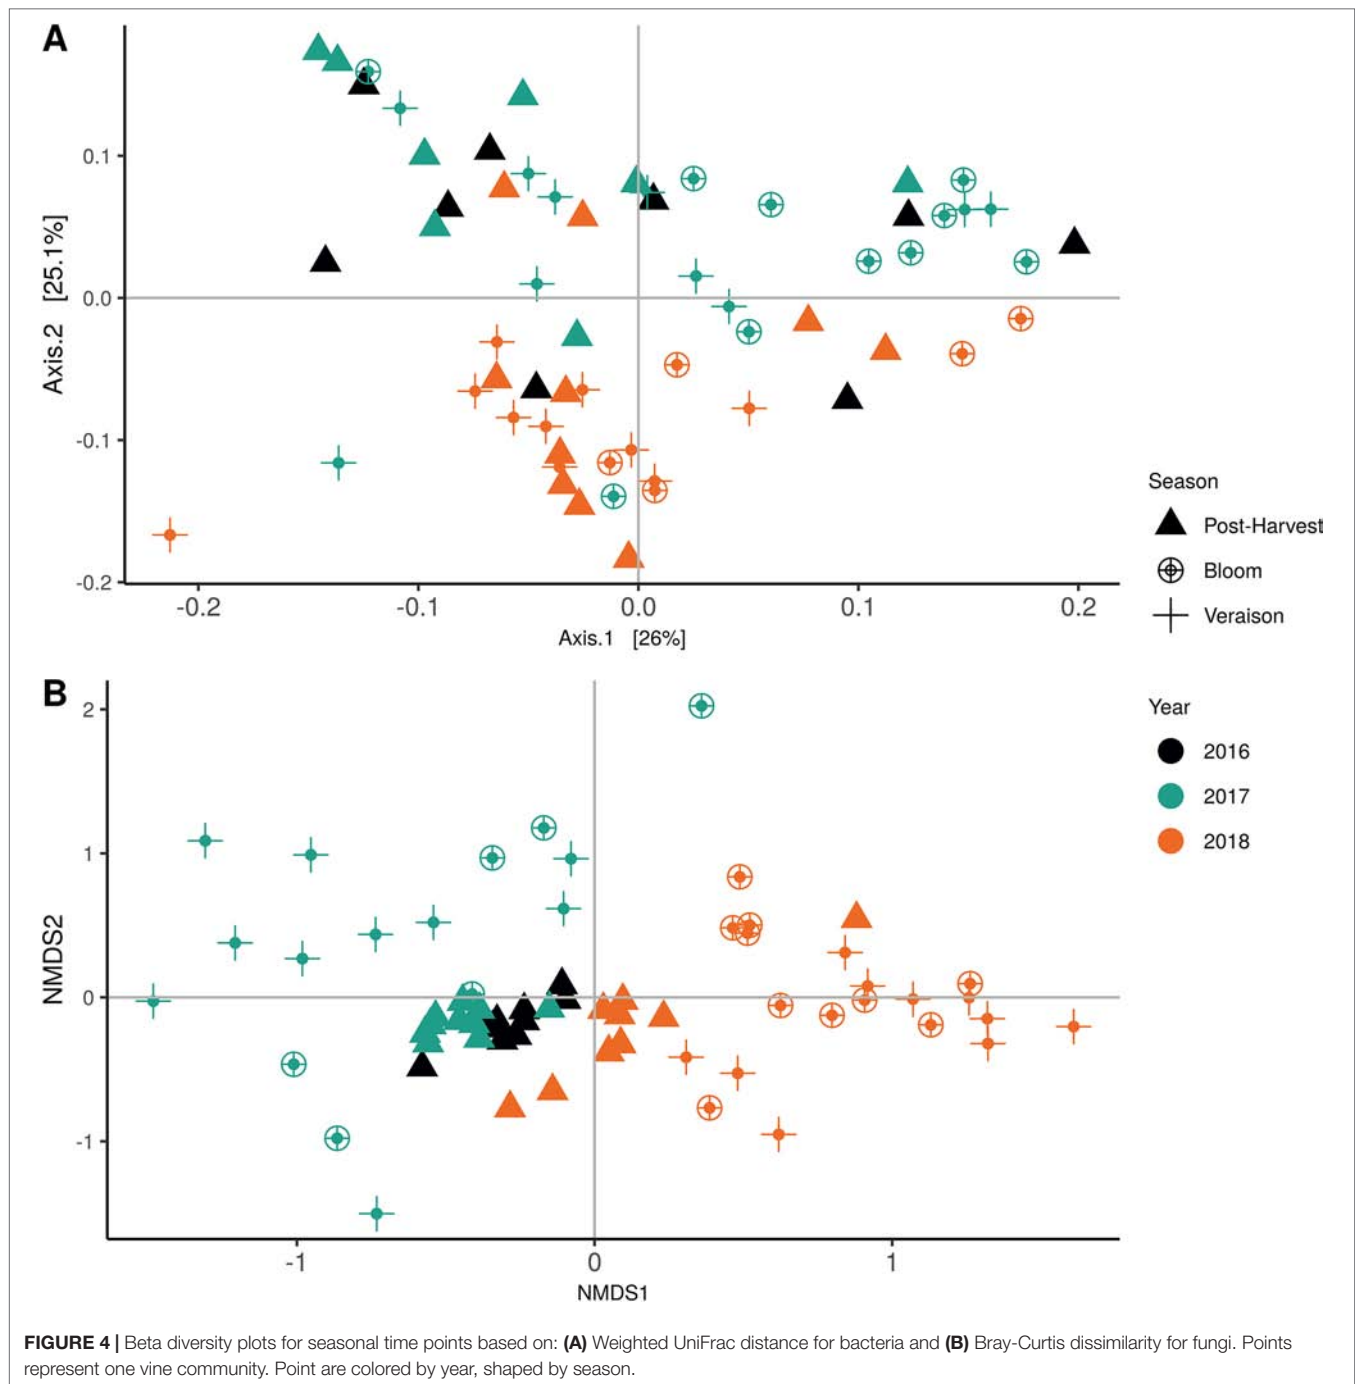 A
0.1
0.0
-0.1
-0.2
Axis.2 [25.1%]
-0.2 -0.1 0.0 0.1 0.2
Axis.1 [26%]
Season
Post-Harvest
Bloom
Veraison
B
2
1
0
-1
NMDS2
-1 0 1
NMDS1
Year
2016
2017
2018
FIGURE 4 | Beta diversity plots for seasonal time points based on: (A) Weighted UniFrac distance for bacteria and (B) Bray-Curtis dissimilarity for fungi. Points
represent one vine community. Point are colored by year, shaped by season.